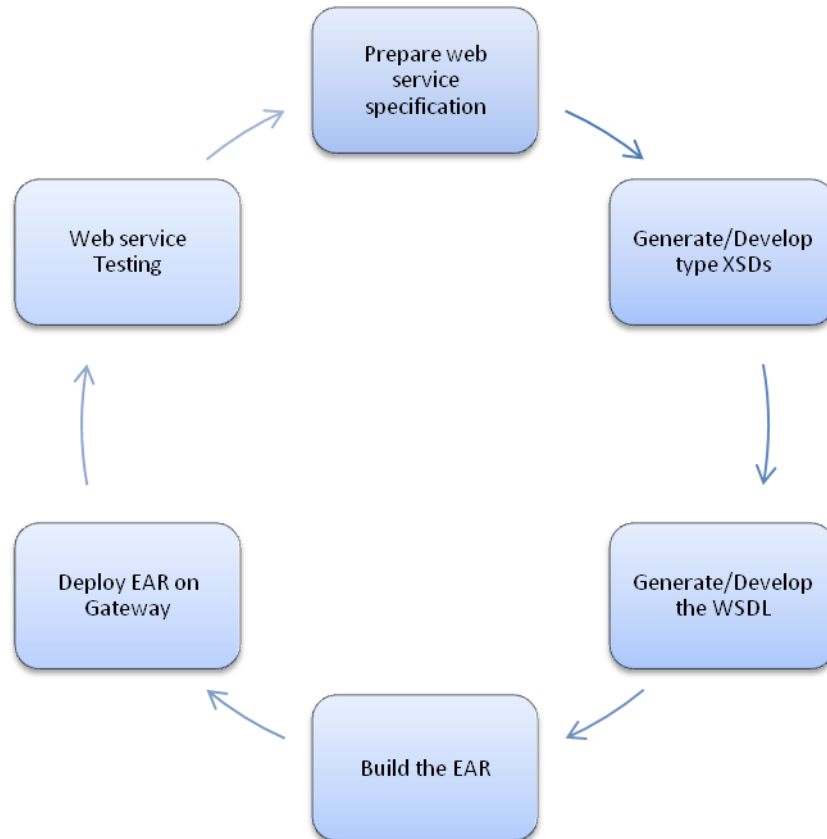 Prepare web
service
specification
Generate/Develop
type XSDs
Generate/Develop
the WSDL
Build the EAR
Deploy EAR on
Gateway
Web service
Testing